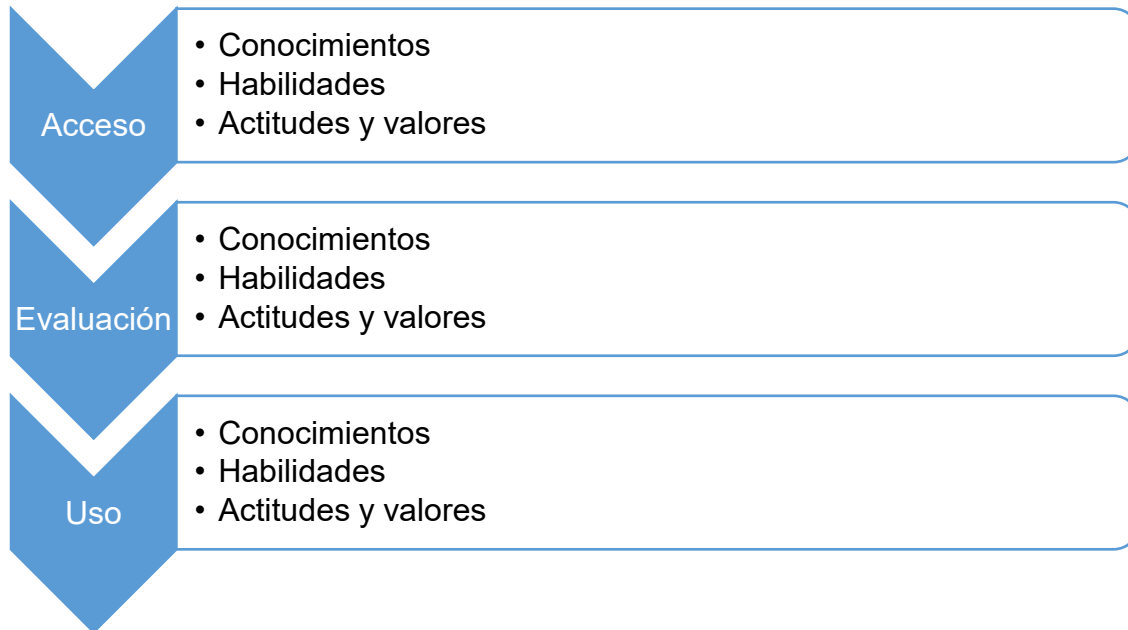 Acceso
• Conocimientos
• Habilidades
• Actitudes y valores
Evaluación
• Conocimientos
• Habilidades
• Actitudes y valores
Uso
• Conocimientos
• Habilidades
• Actitudes y valores